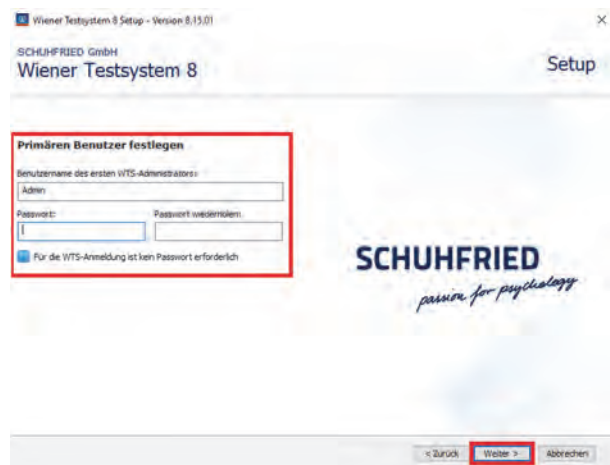 Wiener Testsystem 8 Setup - Version 8.15.01
SCHUHFRIED GmbH
Wiener Testsystem 8
Setup
Primären Benutzer festlegen
Benutzername des ersten WTS-Administrators:
Admin
Passwort: Passwort wiederholen:
Für die WTS-Anmeldung ist kein Passwort erforderlich
SCHUHFRIED
passion for psychology
< Zurück Weiter > Abbrechen